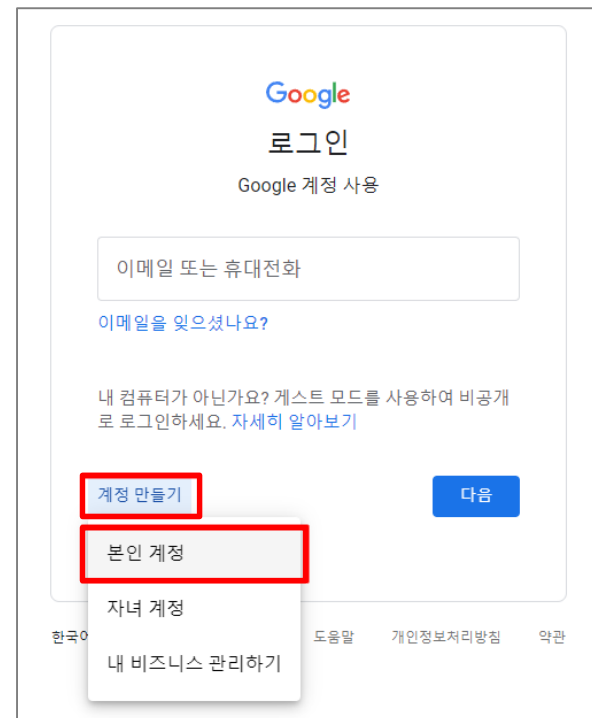 Google
로그인
Google 계정 사용
이메일 또는 휴대전화
이메일을 잊으셨나요?
내 컴퓨터가 아닌가요? 게스트 모드를 사용하여 비공개
로 로그인하세요. 자세히 알아보기
계정 만들기
다음
본인 계정
자녀 계정
내 비즈니스 관리하기
도움말
개인정보처리방침
약관